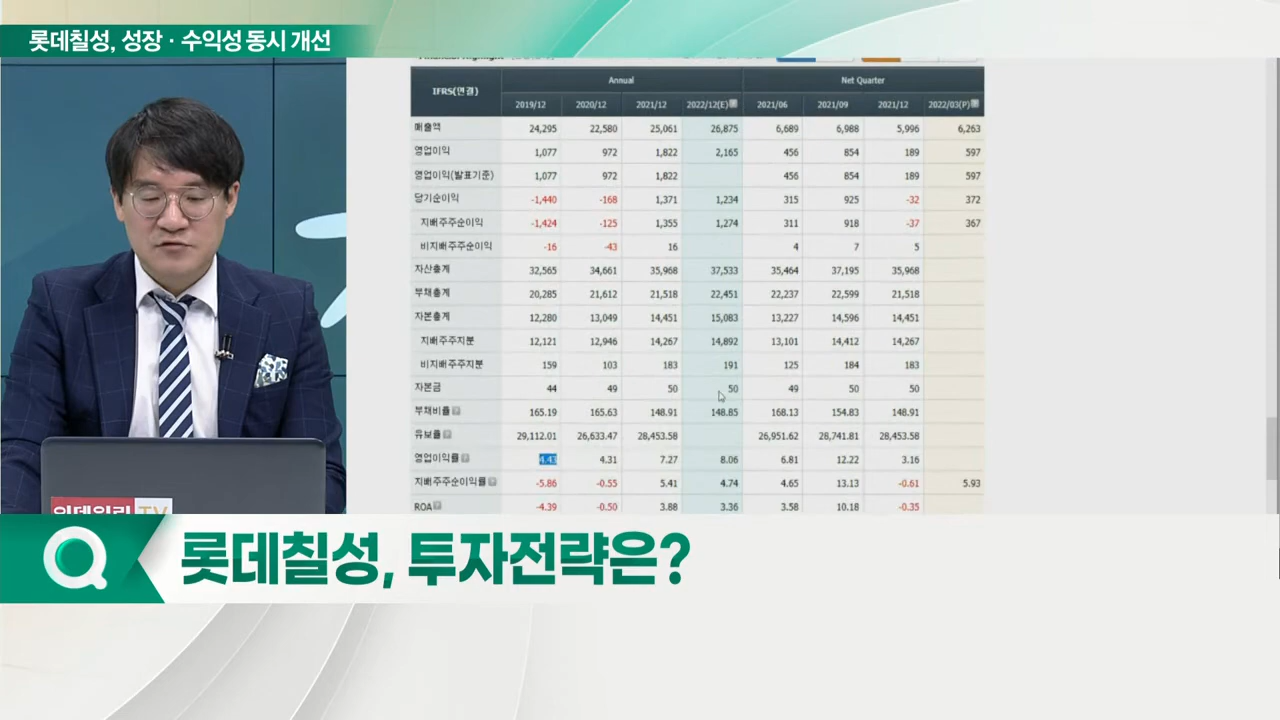 롯데칠성, 성장 · 수익성 동시 개선
IFRS(연결) Annual Net Quarter
2019/12 2020/12 2021/12 2022/12(E) 2021/06 2021/09 2021/12 2022/03(P)
매출액 24,295 22,580 25,061 26,875 6,689 6,988 5,996 6,263
영업이익 1,077 972 1,822 2,165 456 854 189 597
영업이익(발표기준) 1,077 972 1,822 456 854 189 597
당기순이익 -1,440 -168 1,371 1,234 315 925 -32 372
지배주주순이익 -1,424 -125 1,355 1,274 311 918 -37 367
비지배주주순이익 -16 -43 16 4 7 5
자산총계 32,565 34,661 35,968 37,533 35,464 37,195 35,968
부채총계 20,285 21,612 21,518 22,451 22,237 22,599 21,518
자본총계 12,280 13,049 14,451 15,083 13,227 14,596 14,451
지배주주지분 12,121 12,946 14,267 14,892 13,101 14,412 14,267
비지배주주지분 159 103 183 191 125 184 183
자본금 44 49 50 50 49 50 50
부채비율 165.19 165.63 148.91 148.85 168.13 154.83 148.91
유보율 29,112.01 26,633.47 28,453.58 26,951.62 28,741.81 28,453.58
영업이익률 4.43 4.31 7.27 8.06 6.81 12.22 3.16
지배주주순이익률 -5.86 -0.55 5.41 4.74 4.65 13.13 -0.61 5.93
ROA -4.39 -0.50 3.88 3.36 3.58 10.18 -0.35
이데일리 TV
Q 롯데칠성, 투자전략은?